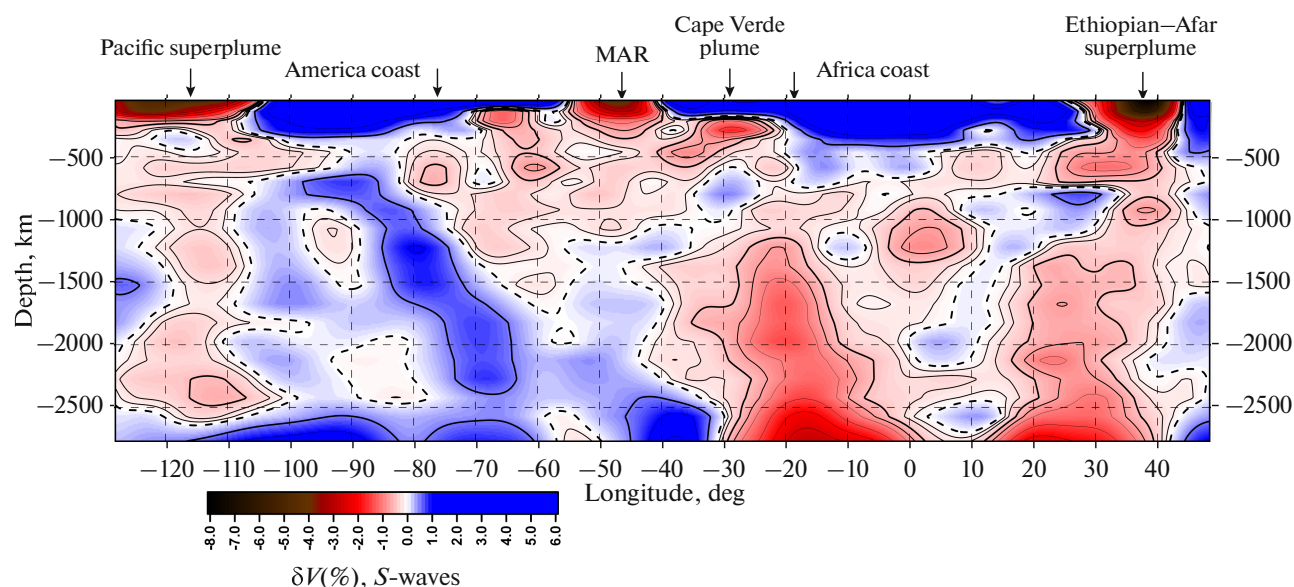 Cape Verde
plume
Ethiopian–Afar
superplume
Pacific superplume
America coast
MAR
Africa coast
Depth, km
−500
−1000
−1500
−2000
−2500
−500
−1000
−1500
−2000
−2500
−120 −110 −100 −90 −80 −70 −60 −50 −40 −30 −20 −10 0 10 20 30 40
Longitude, deg
-8.0 -7.0 -6.0 -5.0 -4.0 -3.0 -2.0 -1.0 0.0 1.0 2.0 3.0 4.0 5.0 6.0
δV(%), S-waves